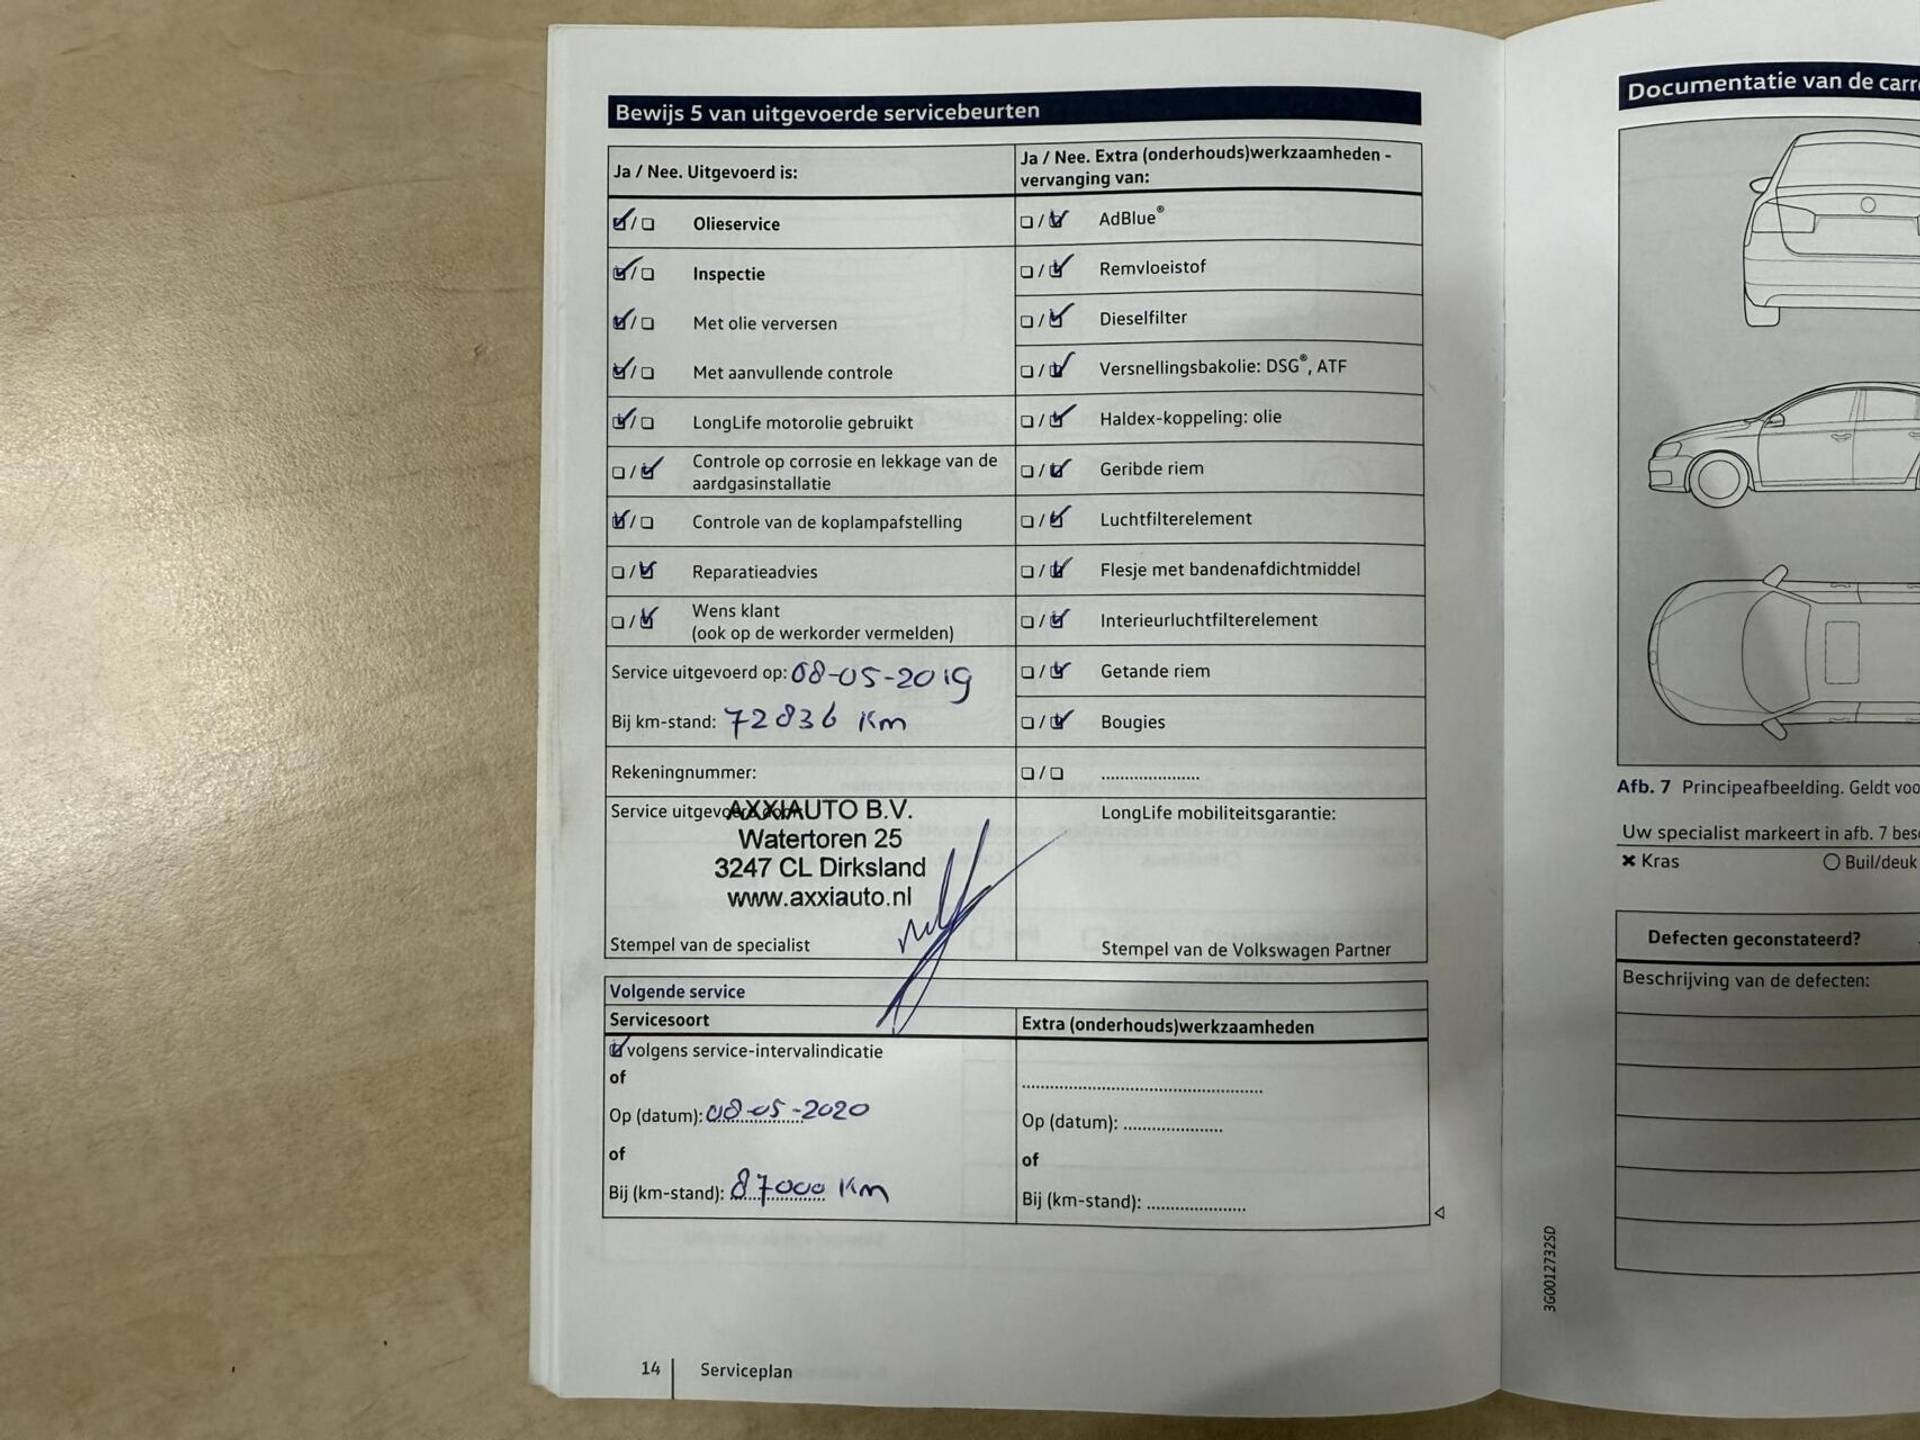 Bewijs 5 van uitgevoerde servicebeurten
Ja / Nee. Uitgevoerd is:
Olieservice
Inspectie
Met olie verversen
Met aanvullende controle
LongLife motorolie gebruikt
Controle op corrosie en lekkage van de
aardgasinstallatie
Controle van de koplampafstelling
Reparatieadvies
Wens klant
(ook op de werkorder vermelden)
Service uitgevoerd op: 08-05-2019
Bij km-stand: 72836 Km
Rekeningnummer:
Service uitgevoerd door:
AXXIAUTO B.V.
Watertoren 25
3247 CL Dirksland
www.axxiauto.nl
Stempel van de specialist
Ja / Nee. Extra (onderhouds)werkzaamheden -
vervanging van:
AdBlue®
Remvloeistof
Dieselfilter
Versnellingsbakolie: DSG®, ATF
Haldex-koppeling: olie
Geribde riem
Luchtfilterelement
Flesje met bandenafdichtmiddel
Interieurluchtfilterelement
Getande riem
Bougies
.....................
LongLife mobiliteitsgarantie:
Stempel van de Volkswagen Partner
Volgende service
Servicesoort
volgens service-intervalindicatie
of
Op (datum): 08-05-2020
of
Bij (km-stand): 87000 Km
Extra (onderhouds)werkzaamheden
Op (datum): .....................
of
Bij (km-stand): .....................
14 Serviceplan
Documentatie van de carr
Afb. 7 Principeafbeelding. Geldt voo
Uw specialist markeert in afb. 7 bes
Kras
Buil/deuk
Defecten geconstateerd?
Beschrijving van de defecten:
3G0012732SD